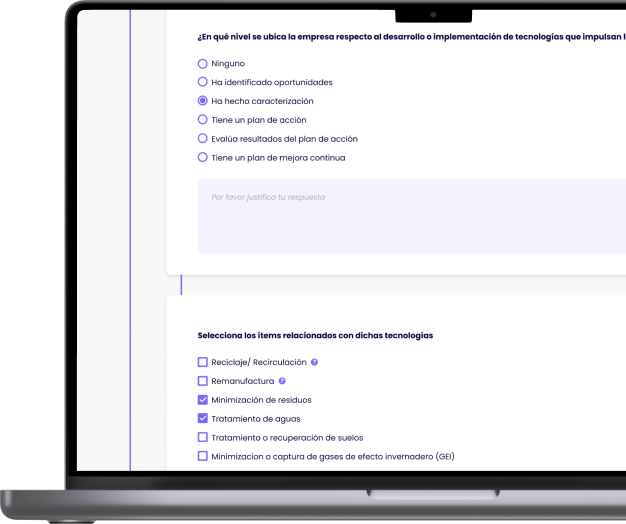 ¿En qué nivel se ubica la empresa respecto al desarrollo o implementación de tecnologías que impulsan
Ninguno
Ha identificado oportunidades
Ha hecho caracterización
Tiene un plan de acción
Evalúa resultados del plan de acción
Tiene un plan de mejora continua
Por favor justifica tu respuesta
Selecciona los ítems relacionados con dichas tecnologías
Reciclaje/ Recirculación ?
Remanufactura ?
Minimización de residuos
Tratamiento de aguas
Tratamiento o recuperación de suelos
Minimizacion o captura de gases de efecto invernadero (GEI)